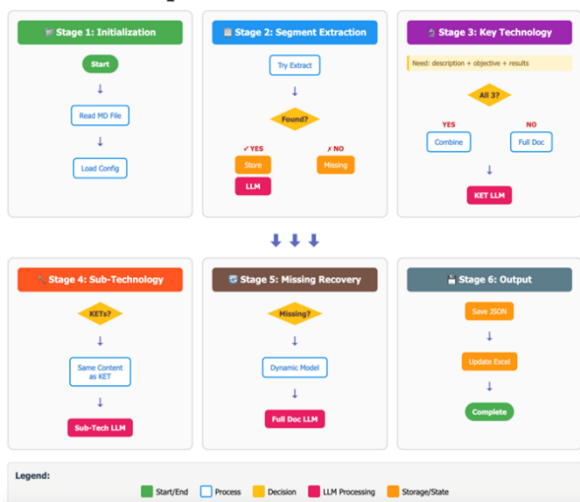 Stage 1: Initialization
Start
Read MD File
Load Config
Stage 2: Segment Extraction
Try Extract
Found?
✓ YES
✗ NO
Store
Missing
LLM
Stage 3: Key Technology
Need: description + objective + results
All 3?
YES
NO
Combine
Full Doc
KET LLM
Stage 4: Sub-Technology
KETs?
Same Content
as KET
Sub-Tech LLM
Stage 5: Missing Recovery
Missing?
Dynamic Model
Full Doc LLM
Stage 6: Output
Save JSON
Update Excel
Complete
Legend:
Start/End
Process
Decision
LLM Processing
Storage/State